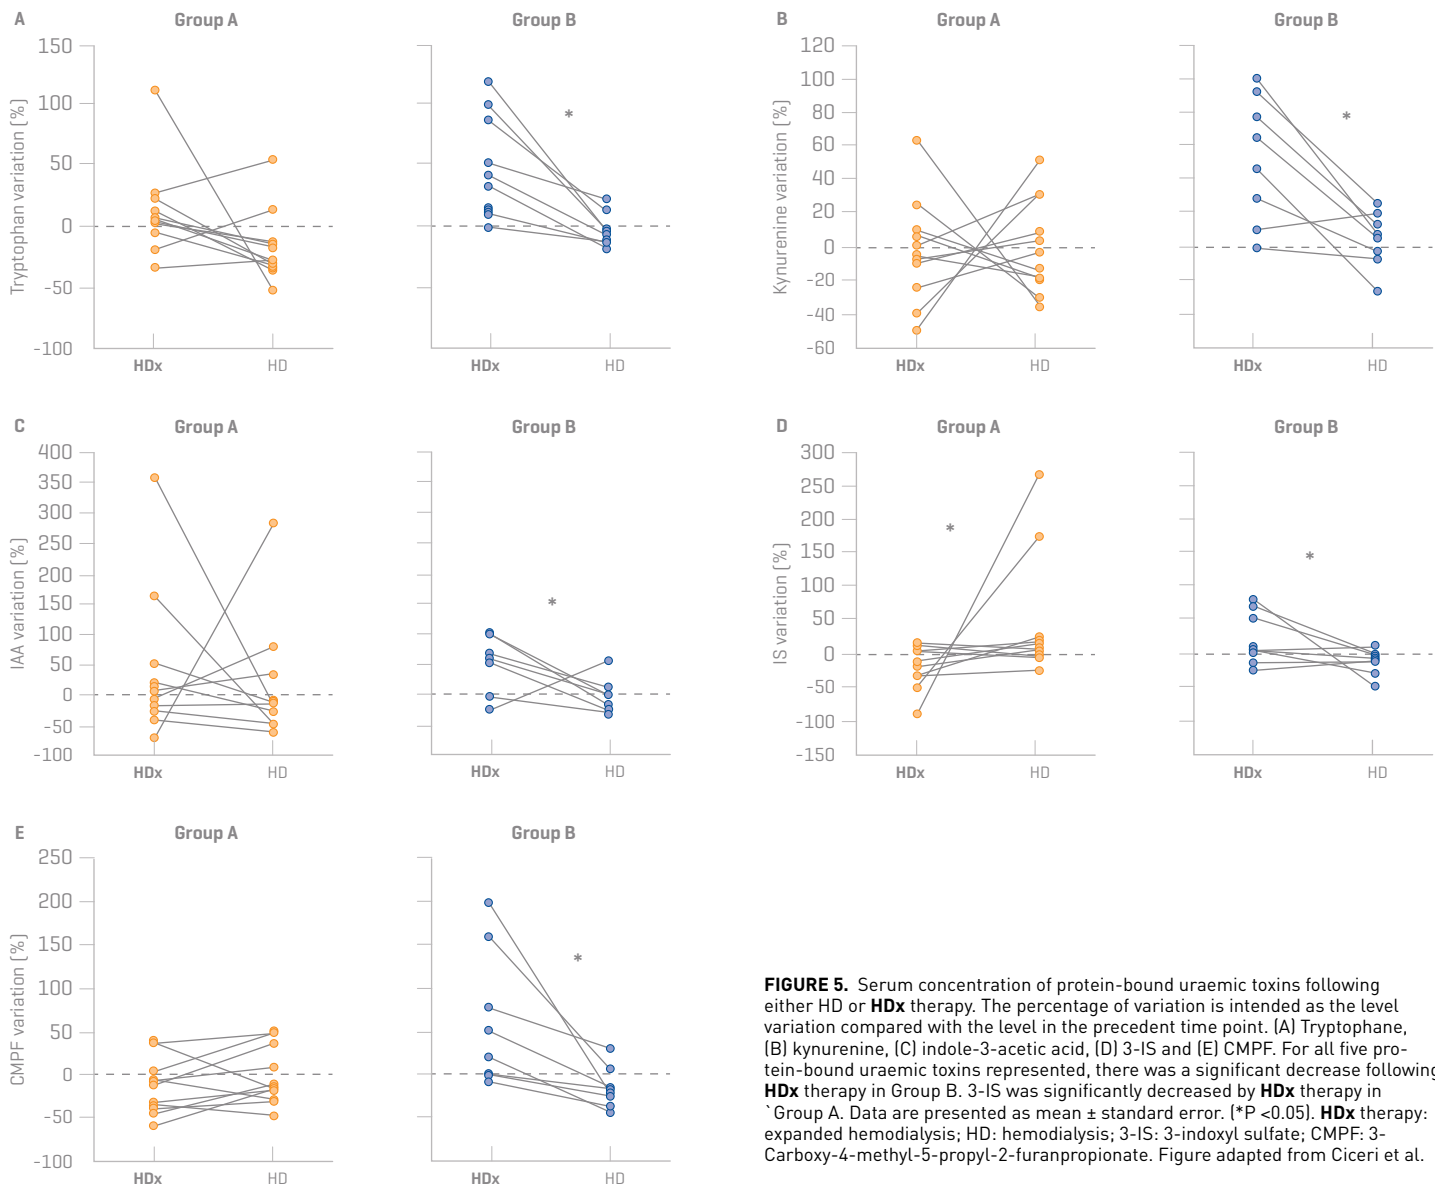 A
Group A
Group B
Tryptophan variation [%]
150
100
50
0
-50
-100
*
HDx
HD
HDx
HD
B
Group A
Group B
Kynurenine variation [%]
120
100
80
60
40
20
0
-20
-40
-60
*
HDx
HD
HDx
HD
C
Group A
Group B
IAA variation [%]
400
350
300
250
200
150
100
50
0
-50
-100
*
HDx
HD
HDx
HD
D
Group A
Group B
IS variation [%]
300
250
200
150
100
50
0
-50
-100
-150
*
*
HDx
HD
HDx
HD
E
Group A
Group B
CMPF variation [%]
250
200
150
100
50
0
-50
-100
*
HDx
HD
HDx
HD
FIGURE 5. Serum concentration of protein-bound uraemic toxins following
either HD or HDx therapy. The percentage of variation is intended as the level
variation compared with the level in the precedent time point. (A) Tryptophane,
(B) kynurenine, (C) indole-3-acetic acid, (D) 3-IS and (E) CMPF. For all five pro-
tein-bound uraemic toxins represented, there was a significant decrease following
HDx therapy in Group B. 3-IS was significantly decreased by HDx therapy in
`Group A. Data are presented as mean ± standard error. (*P <0.05). HDx therapy:
expanded hemodialysis; HD: hemodialysis; 3-IS: 3-indoxyl sulfate; CMPF: 3-
Carboxy-4-methyl-5-propyl-2-furanpropionate. Figure adapted from Ciceri et al.